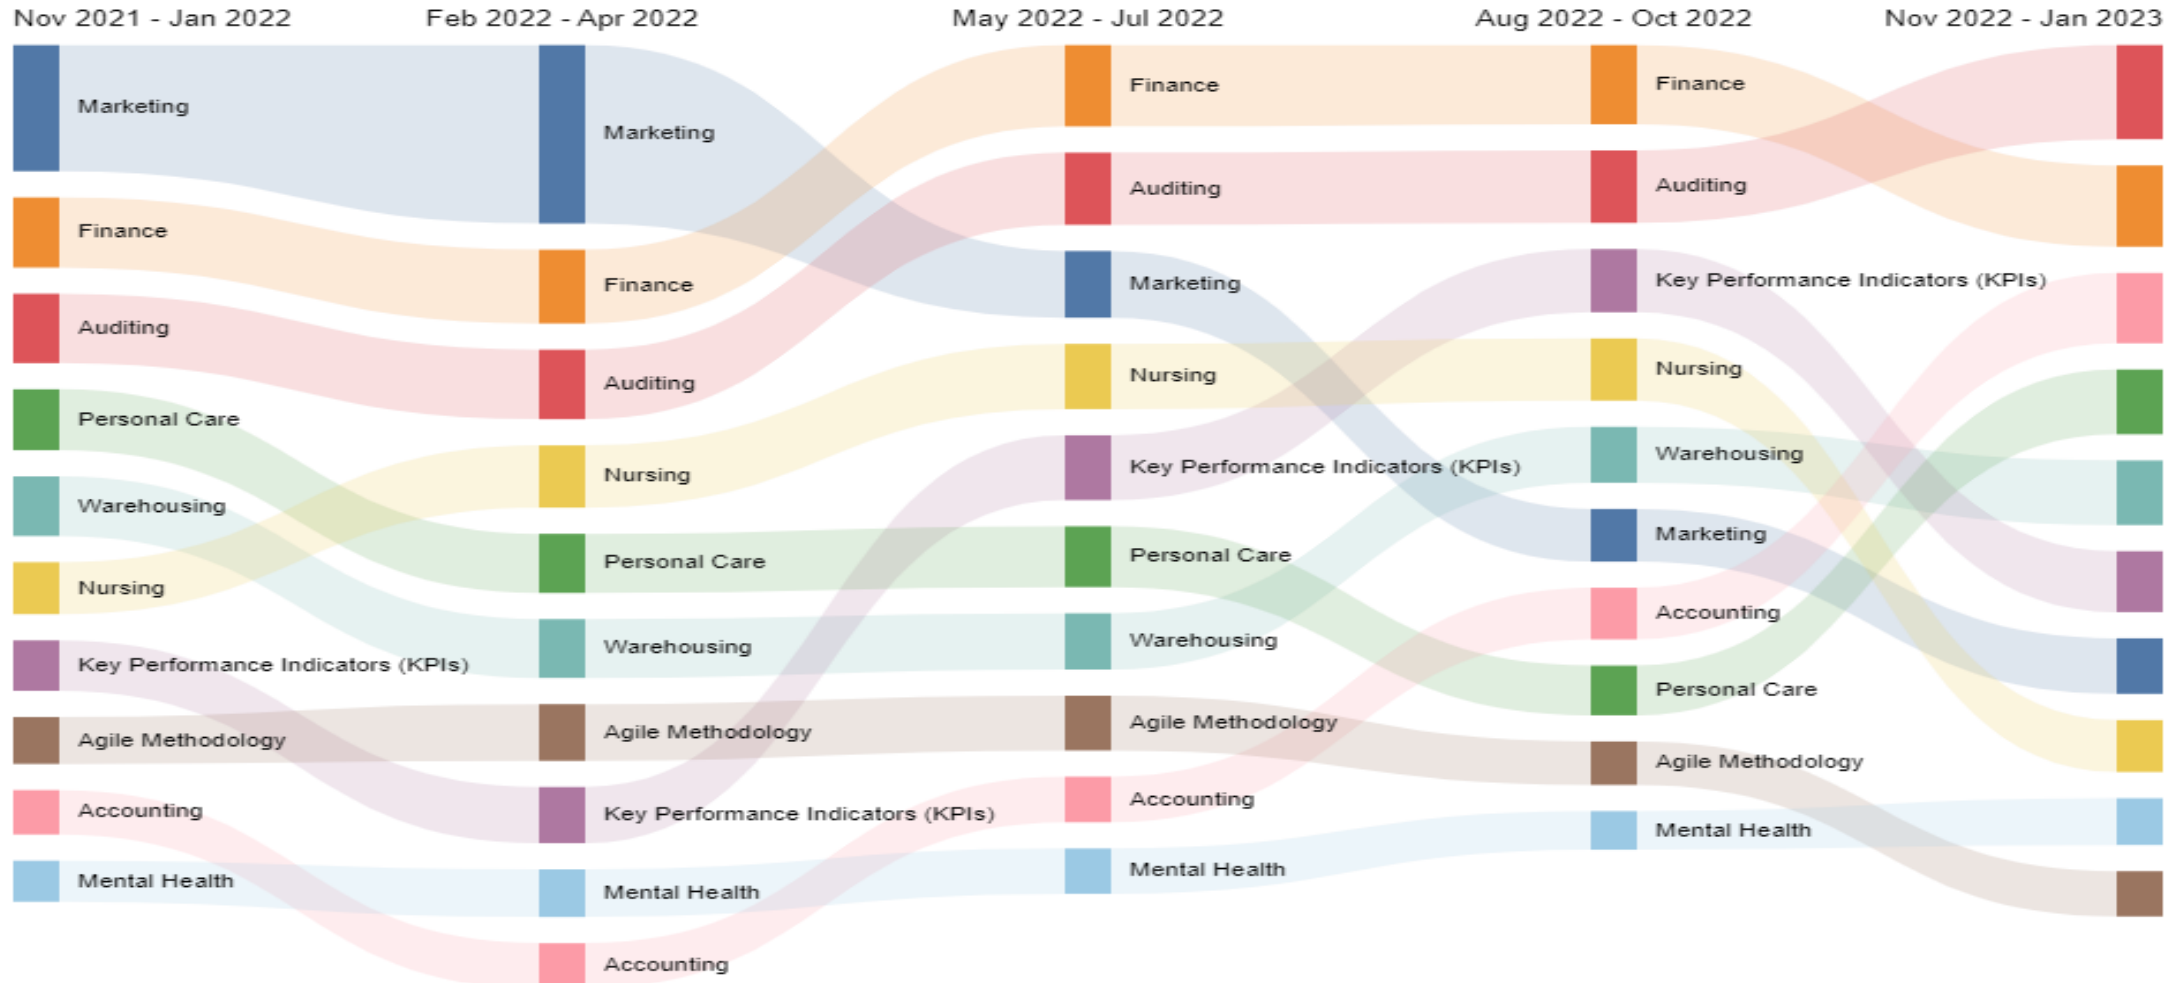 Nov 2021 - Jan 2022
Feb 2022 - Apr 2022
May 2022 - Jul 2022
Aug 2022 - Oct 2022
Nov 2022 - Jan 2023
Marketing
Finance
Auditing
Personal Care
Warehousing
Nursing
Key Performance Indicators (KPIs)
Agile Methodology
Accounting
Mental Health
Marketing
Finance
Auditing
Nursing
Personal Care
Warehousing
Agile Methodology
Key Performance Indicators (KPIs)
Mental Health
Accounting
Finance
Auditing
Marketing
Nursing
Key Performance Indicators (KPIs)
Personal Care
Warehousing
Agile Methodology
Accounting
Mental Health
Finance
Auditing
Key Performance Indicators (KPIs)
Nursing
Warehousing
Marketing
Accounting
Personal Care
Agile Methodology
Mental Health